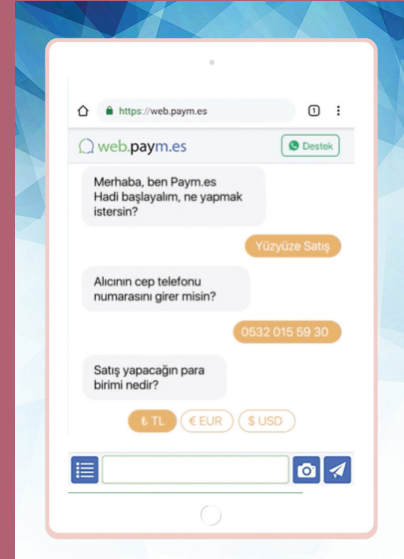 https://web.paym.es
1
web.paym.es
Destek
Merhaba, ben Paym.es
Hadi başlayalım, ne yapmak
istersin?
Yüzyüze Satış
Alıcının cep telefonu
numarasını girer misin?
0532 015 59 30
Satış yapacağın para
birimi nedir?
₺ TL
€ EUR
$ USD